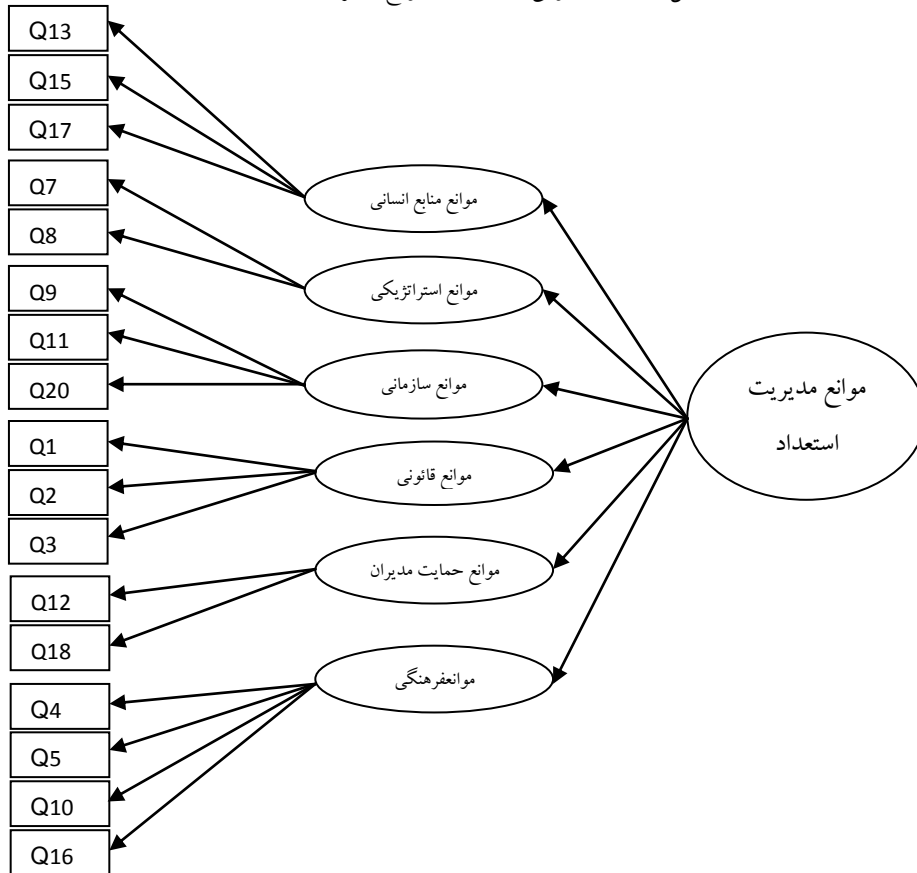 Q13
Q15
Q17
Q7
Q8
Q9
Q11
Q20
Q1
Q2
Q3
Q12
Q18
Q4
Q5
Q10
Q16
موانع منابع انسانی
موانع استراتژیکی
موانع سازمانی
موانع قائونی
موانع حمایت مدیران
موانعفرهنگی
موانع مدیریت
استعداد